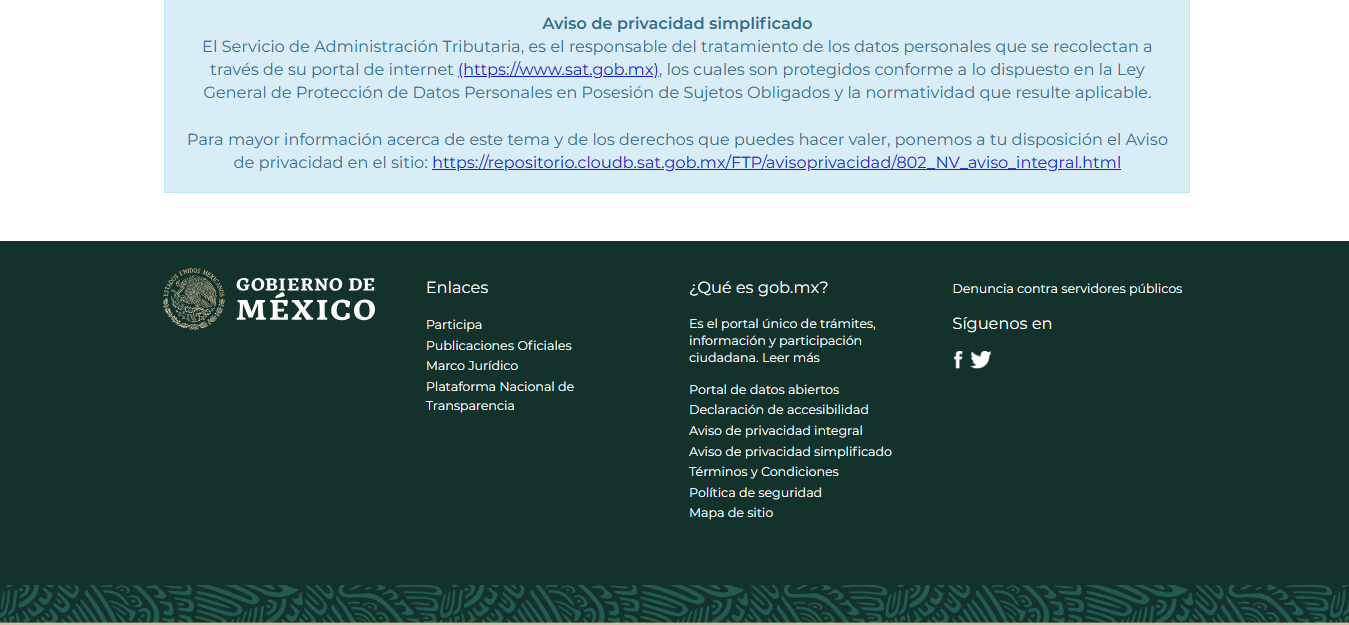 Aviso de privacidad simplificado
El Servicio de Administración Tributaria, es el responsable del tratamiento de los datos personales que se recolectan a
través de su portal de internet (https://www.sat.gob.mx), los cuales son protegidos conforme a lo dispuesto en la Ley
General de Protección de Datos Personales en Posesión de Sujetos Obligados y la normatividad que resulte aplicable.
Para mayor información acerca de este tema y de los derechos que puedes hacer valer, ponemos a tu disposición el Aviso
de privacidad en el sitio: https://repositorio.cloudb.sat.gob.mx/FTP/avisoprivacidad/802_NV_aviso_integral.html
ESTADOS UNIDOS MEXICANOS
GOBIERNO DE
MÉXICO
Enlaces
Participa
Publicaciones Oficiales
Marco Jurídico
Plataforma Nacional de
Transparencia
¿Qué es gob.mx?
Es el portal único de trámites,
información y participación
ciudadana. Leer más
Portal de datos abiertos
Declaración de accesibilidad
Aviso de privacidad integral
Aviso de privacidad simplificado
Términos y Condiciones
Política de seguridad
Mapa de sitio
Denuncia contra servidores públicos
Síguenos en